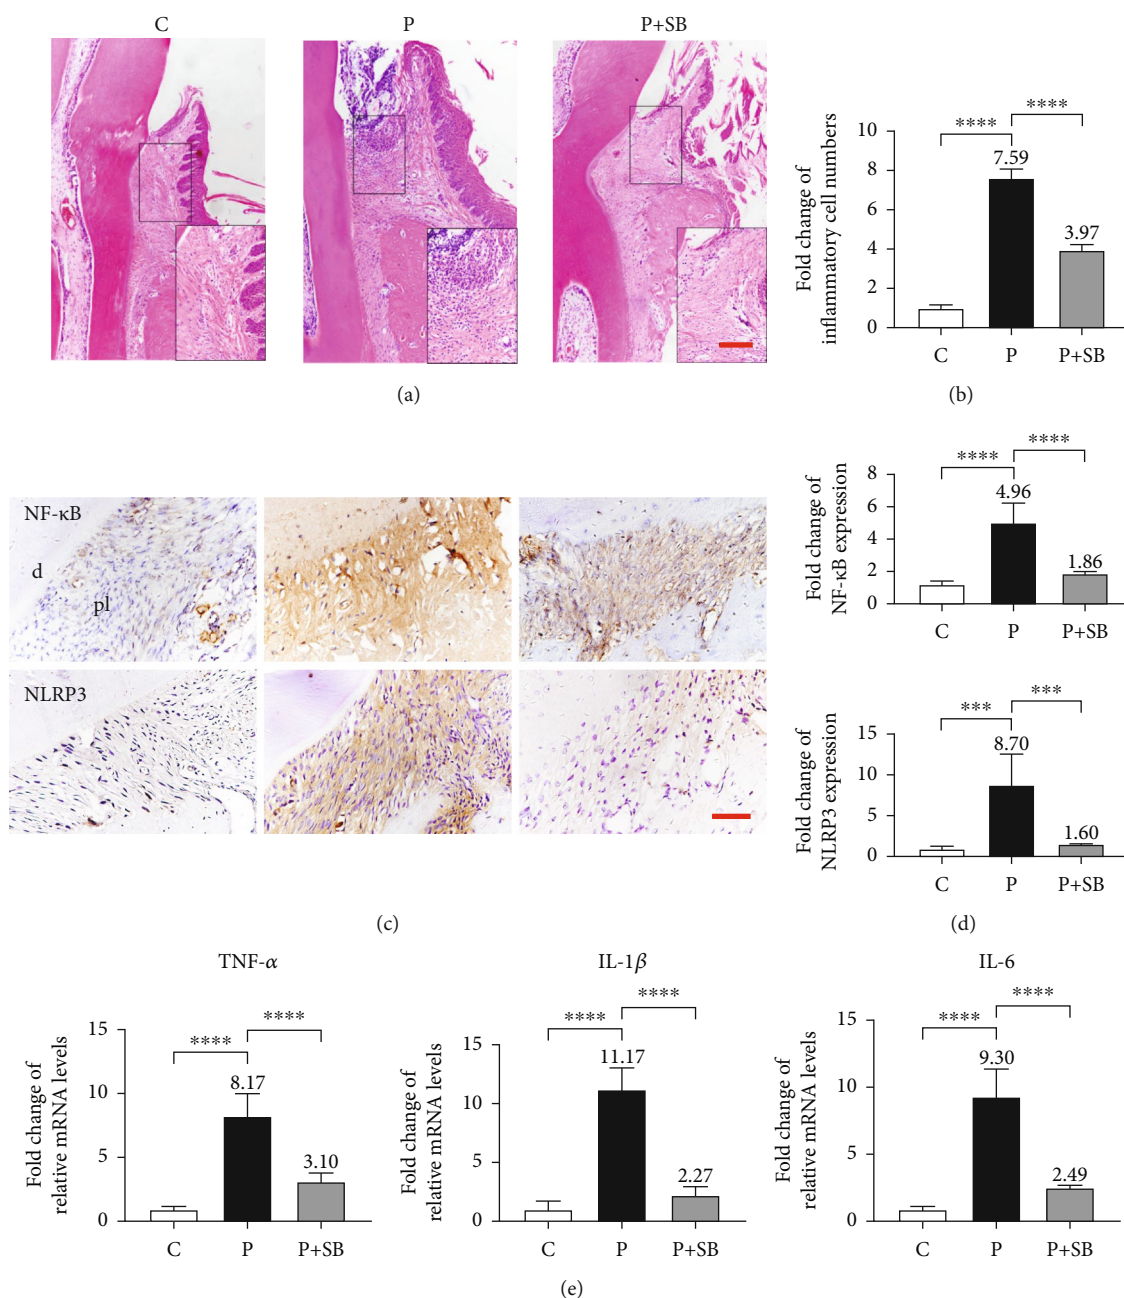 C
P
P+SB
(a)
Fold change of
inflammatory cell numbers
10
8
6
4
2
0
****
****
7.59
3.97
C
P
P+SB
(b)
NF-κB
d
pl
NLRP3
(c)
Fold change of
NF-κB expression
8
6
4
2
0
****
****
4.96
1.86
C
P
P+SB
Fold change of
NLRP3 expression
15
10
5
0
***
***
8.70
1.60
C
P
P+SB
(d)
TNF-α
Fold change of
relative mRNA levels
15
10
5
0
****
****
8.17
3.10
C
P
P+SB
IL-1β
Fold change of
relative mRNA levels
15
10
5
0
****
****
11.17
2.27
C
P
P+SB
IL-6
Fold change of
relative mRNA levels
15
10
5
0
****
****
9.30
2.49
C
P
P+SB
(e)